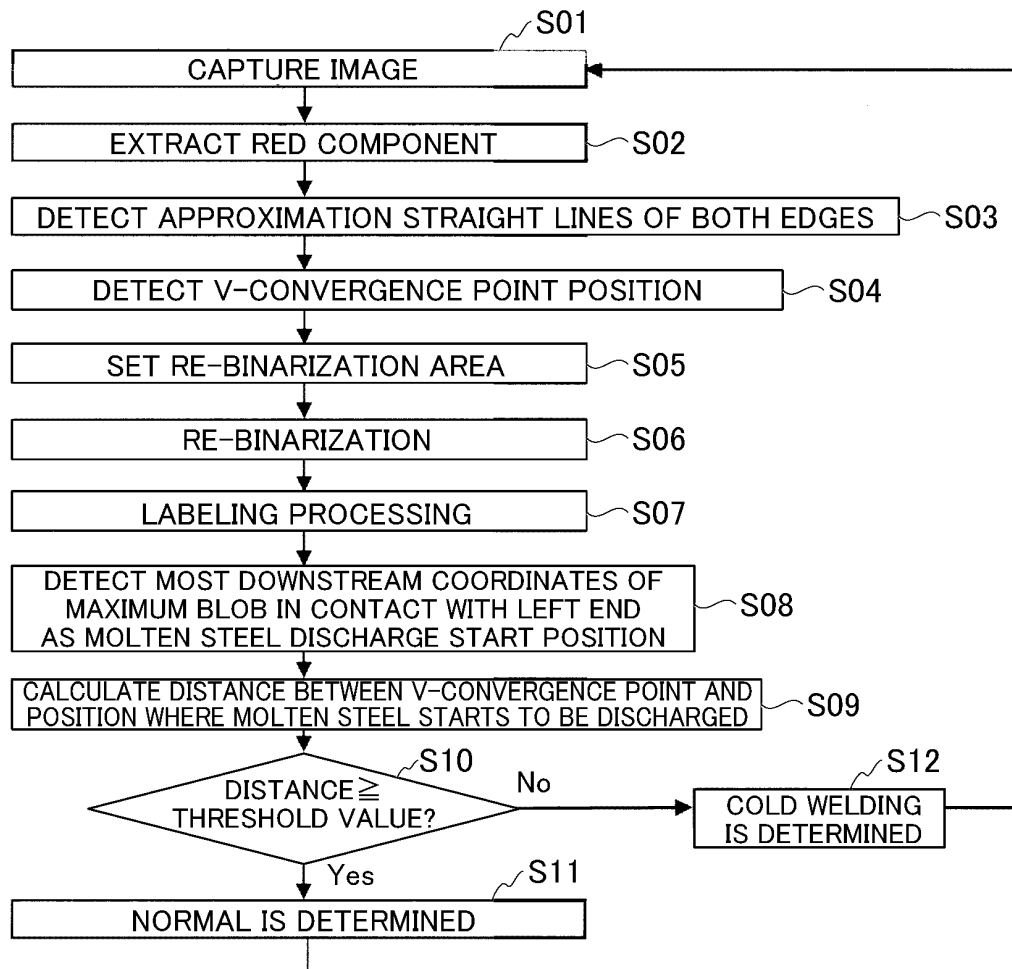 S01
CAPTURE IMAGE
EXTRACT RED COMPONENT
S02
DETECT APPROXIMATION STRAIGHT LINES OF BOTH EDGES
S03
DETECT V-CONVERGENCE POINT POSITION
S04
SET RE-BINARIZATION AREA
S05
RE-BINARIZATION
S06
LABELING PROCESSING
S07
DETECT MOST DOWNSTREAM COORDINATES OF
MAXIMUM BLOB IN CONTACT WITH LEFT END
AS MOLTEN STEEL DISCHARGE START POSITION
S08
CALCULATE DISTANCE BETWEEN V-CONVERGENCE POINT AND
POSITION WHERE MOLTEN STEEL STARTS TO BE DISCHARGED
S09
S10
DISTANCE≧
THRESHOLD VALUE?
No
S12
COLD WELDING
IS DETERMINED
Yes
S11
NORMAL IS DETERMINED